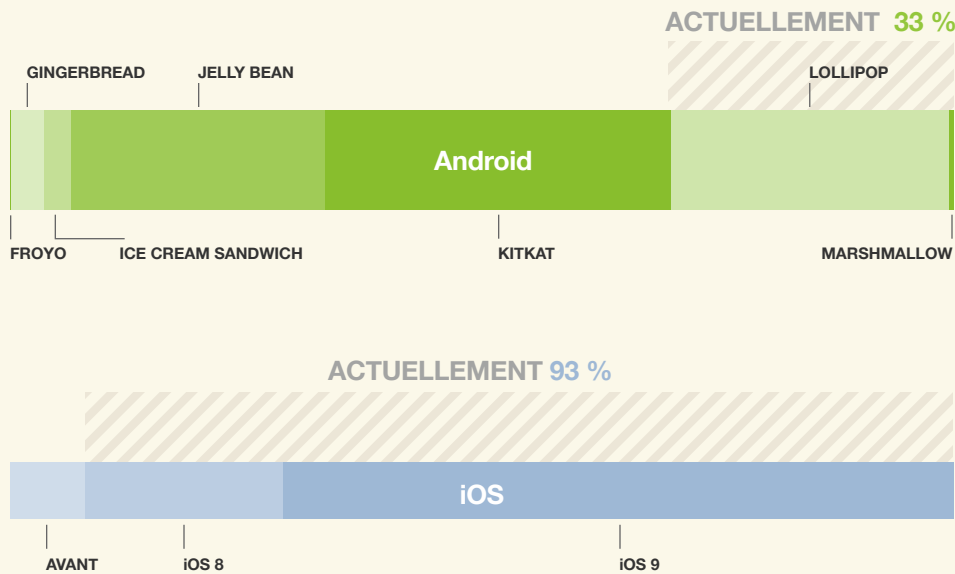 ACTUELLEMENT 33 %
GINGERBREAD
JELLY BEAN
LOLLIPOP
Android
FROYO
ICE CREAM SANDWICH
KITKAT
MARSHMALLOW
ACTUELLEMENT 93 %
iOS
AVANT
iOS 8
iOS 9